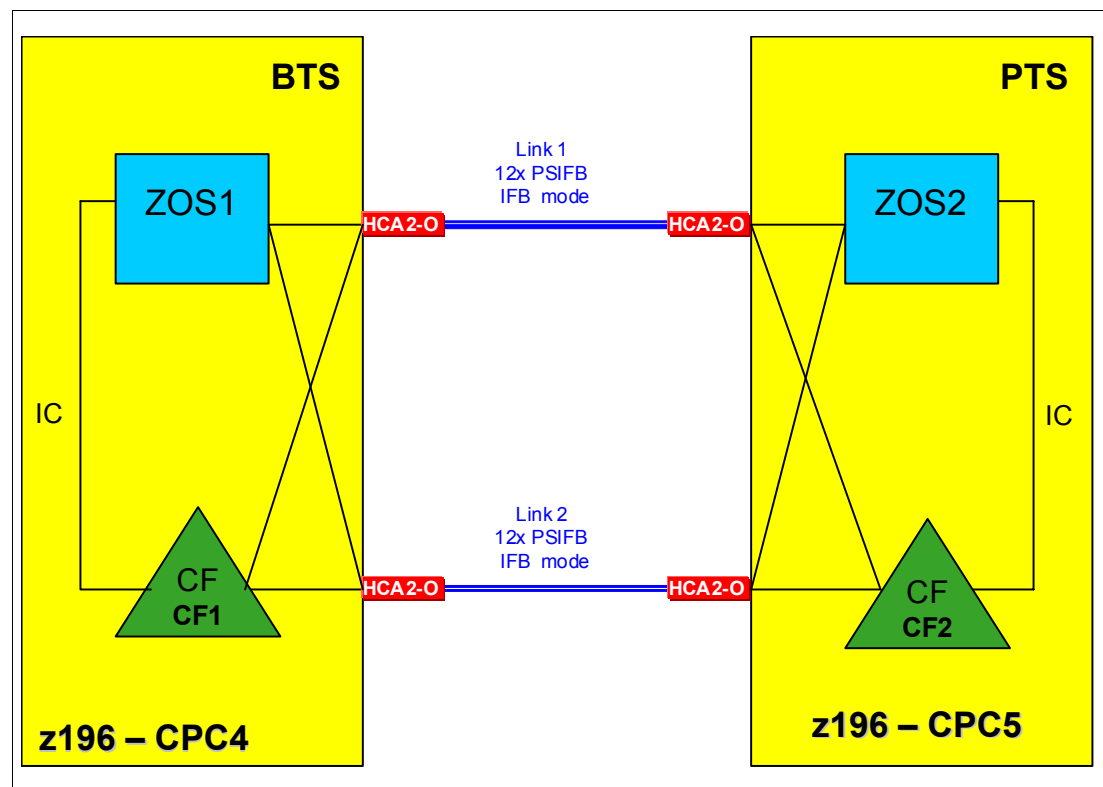 BTS
PTS
Link 1
12x PSIFB
IFB mode
ZOS1
ZOS2
HCA2-O
HCA2-O
IC
IC
Link 2
12x PSIFB
IFB mode
CF
CF1
CF
CF2
HCA2-O
HCA2-O
z196 – CPC4
z196 – CPC5